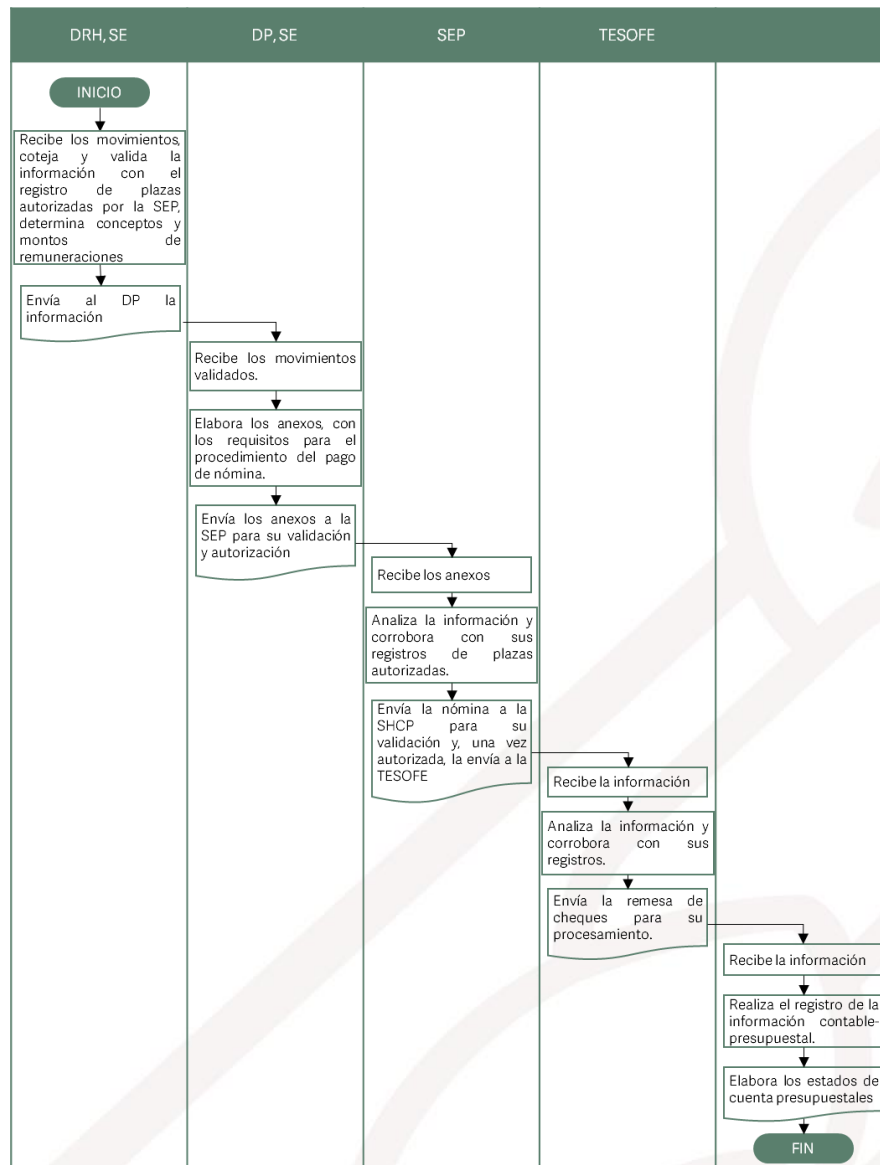 DRH, SE
DP, SE
SEP
TESOFE
INICIO
Recibe los movimientos,
coteja y valida la
información con el
registro de plazas
autorizadas por la SEP,
determina conceptos y
montos de
remuneraciones
Envía al DP la
información
Recibe los movimientos
validados.
Elabora los anexos, con
los requisitos para el
procedimiento del pago
de nómina.
Envía los anexos a la
SEP para su validación
y autorización
Recibe los anexos
Analiza la información y
corrobora con sus
registros de plazas
autorizadas.
Envía la nómina a la
SHCP para su
validación y, una vez
autorizada, la envía a la
TESOFE
Recibe la información
Analiza la información y
corrobora con sus
registros.
Envía la remesa de
cheques para su
procesamiento.
Recibe la información
Realiza el registro de la
información contable-
presupuestal.
Elabora los estados de
cuenta presupuestales
FIN